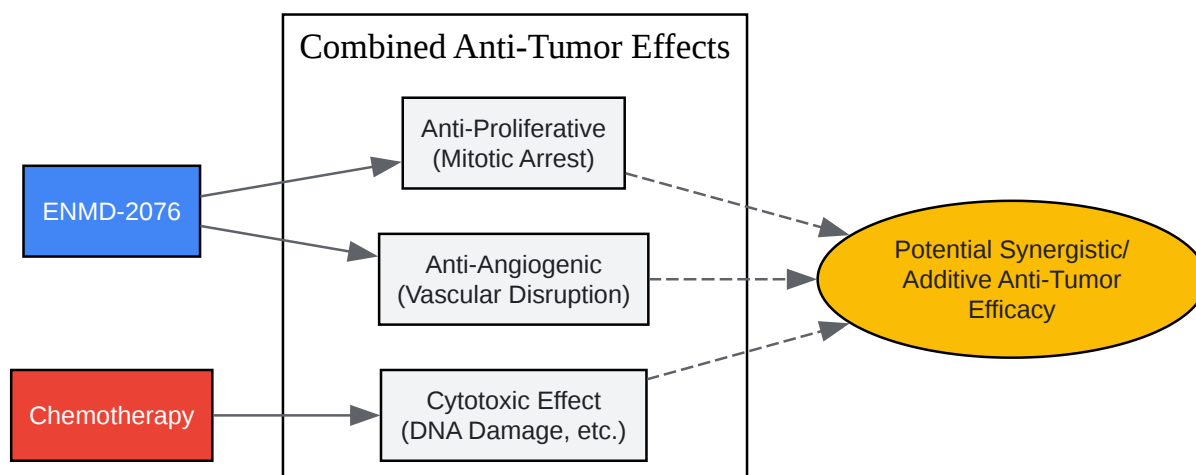 Combined Anti-Tumor Effects
ENMD-2076
Anti-Proliferative
(Mitotic Arrest)
Anti-Angiogenic
(Vascular Disruption)
Potential Synergistic/
Additive Anti-Tumor
Efficacy
Chemotherapy
Cytotoxic Effect
(DNA Damage, etc.)